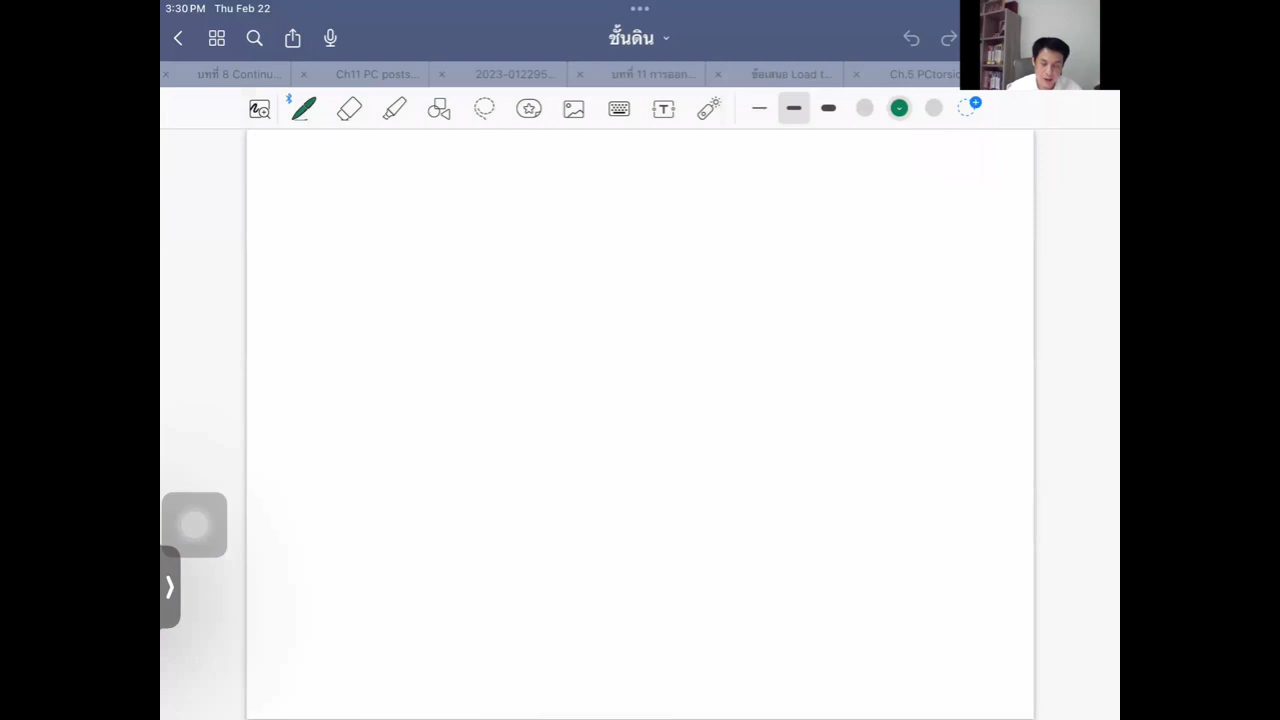 3:30 PM Thu Feb 22
ชั้นดิน
บทที่ 8 Continu...
Ch11 PC posts...
2023-012295...
บทที่ 11 การออก...
ข้อเสนอ Load t...
Ch.5 PCtorsio
T